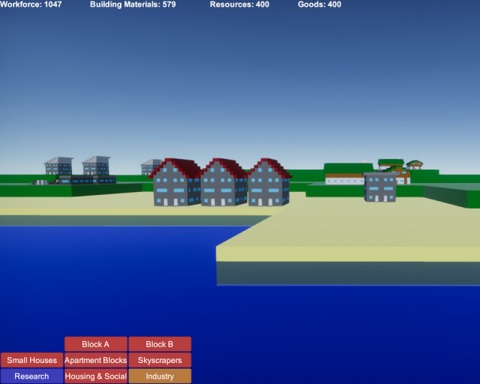 Workforce: 1047 Building Materials: 579 Resources: 400 Goods: 400
Block A Block B
Small Houses Apartment Blocks Skyscrapers
Research Housing & Social Industry